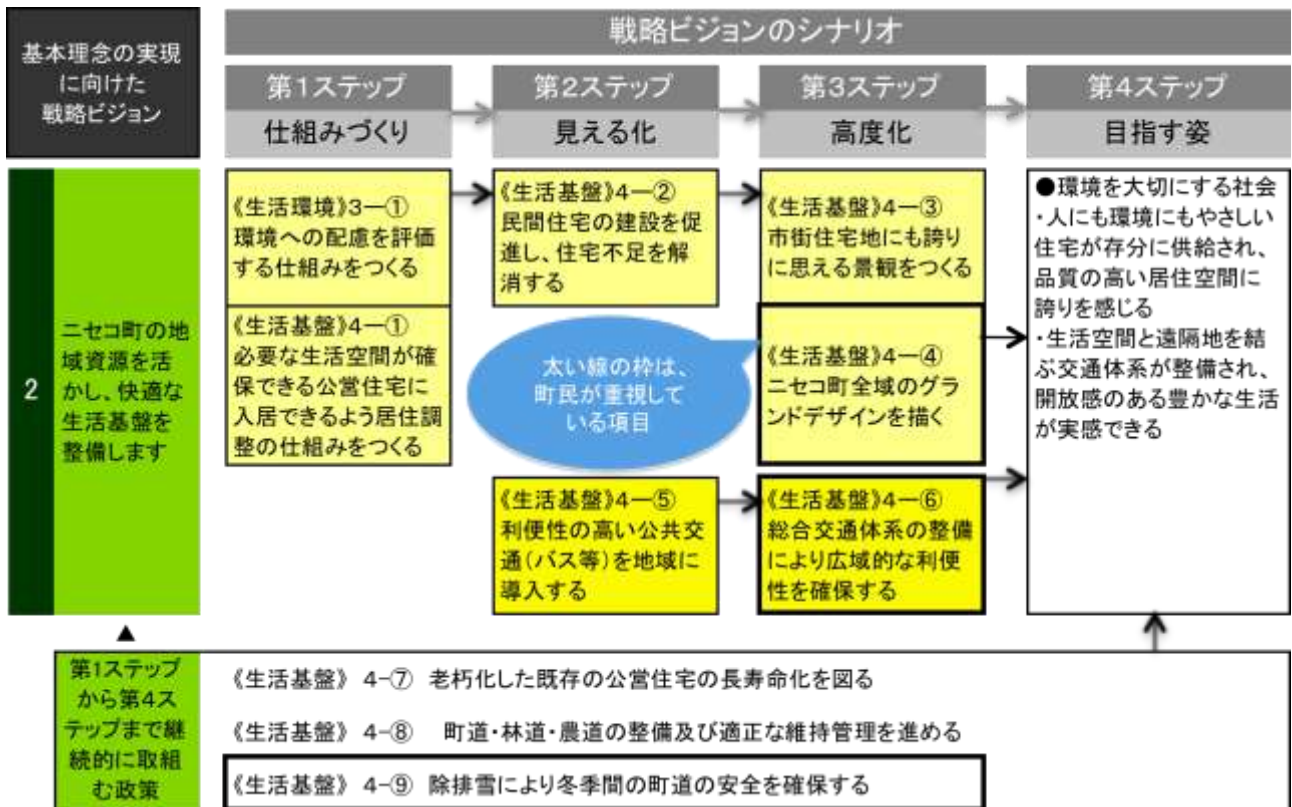 基本理念の実現
に向けた
戦略ビジョン
戦略ビジョンのシナリオ
第1ステップ
仕組みづくり
第2ステップ
見える化
第3ステップ
高度化
第4ステップ
目指す姿
2
ニセコ町の地
域資源を活
かし、快適な
生活基盤を
整備します
《生活環境》3―①
環境への配慮を評価
する仕組みをつくる
《生活基盤》4―①
必要な生活空間が確
保できる公営住宅に
入居できるよう居住調
整の仕組みをつくる
《生活基盤》4―②
民間住宅の建設を促
進し、住宅不足を解
消する
太い線の枠は、
町民が重視して
いる項目
《生活基盤》4―⑤
利便性の高い公共交
通(バス等)を地域に
導入する
《生活基盤》4―③
市街住宅地にも誇り
に思える景観をつくる
《生活基盤》4―④
ニセコ町全域のグラ
ンドデザインを描く
《生活基盤》4―⑥
総合交通体系の整備
により広域的な利便
性を確保する
●環境を大切にする社会
・人にも環境にもやさしい
住宅が存分に供給され、
品質の高い居住空間に
誇りを感じる
・生活空間と遠隔地を結
ぶ交通体系が整備され、
開放感のある豊かな生活
が実感できる
▲
第1ステップ
から第4ス
テップまで継
続的に取組
む政策
《生活基盤》 4-⑦ 老朽化した既存の公営住宅の長寿命化を図る
《生活基盤》 4-⑧ 町道・林道・農道の整備及び適正な維持管理を進める
《生活基盤》 4-⑨ 除排雪により冬季間の町道の安全を確保する